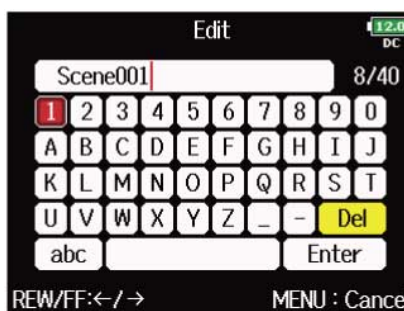 Edit
12.0
DC
Scene001
8/40
1 2 3 4 5 6 7 8 9 0
A B C D E F G H I J
K L M N O P Q R S T
U V W X Y Z _ - Del
abc Enter
REW/FF:←/→ MENU : Cance